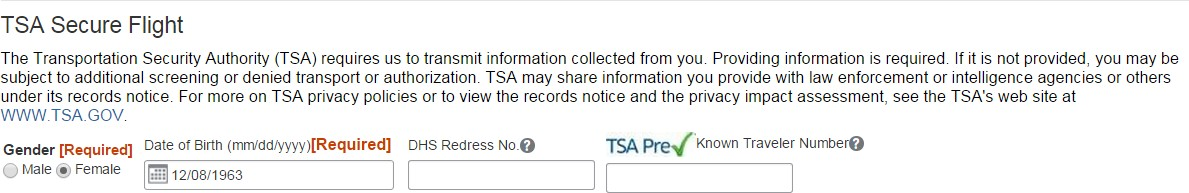 TSA Secure Flight
The Transportation Security Authority (TSA) requires us to transmit information collected from you. Providing information is required. If it is not provided, you may be
subject to additional screening or denied transport or authorization. TSA may share information you provide with law enforcement or intelligence agencies or others
under its records notice. For more on TSA privacy policies or to view the records notice and the privacy impact assessment, see the TSA's web site at
WWW.TSA.GOV.
Gender [Required] Date of Birth (mm/dd/yyyy)[Required] DHS Redress No.? TSA Pre✓ Known Traveler Number?
Male Female 12/08/1963